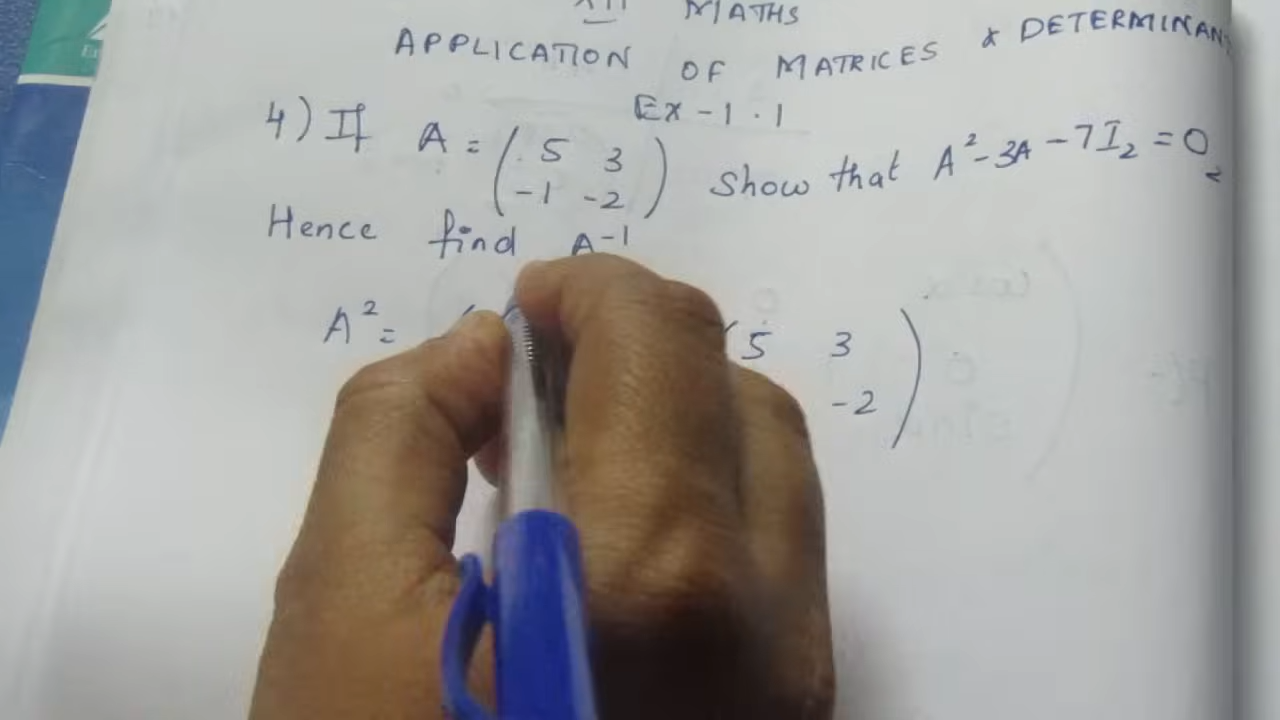 MATHS
APPLICATION OF MATRICES & DETERMINAN
Ex - 1 . 1
4) If A = ( 5 3 ) Show that A² - 3A - 7I₂ = O₂
-1 -2
Hence find A⁻¹
A² = 5 3
-2